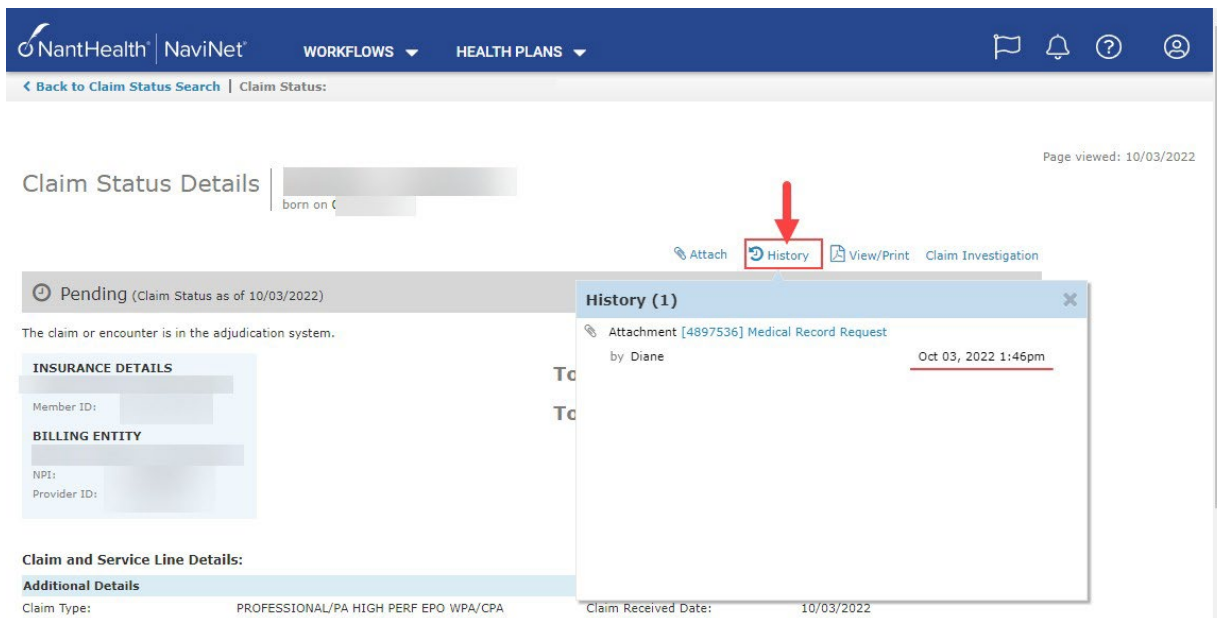 NantHealth® | NaviNet® WORKFLOWS HEALTH PLANS
Back to Claim Status Search | Claim Status:
Page viewed: 10/03/2022
Claim Status Details
born on
Attach History View/Print Claim Investigation
Pending (Claim Status as of 10/03/2022)
The claim or encounter is in the adjudication system.
INSURANCE DETAILS
Member ID:
BILLING ENTITY
NPI:
Provider ID:
To
To
History (1)
Attachment [4897536] Medical Record Request
by Diane Oct 03, 2022 1:46pm
Claim and Service Line Details:
Additional Details
Claim Type: PROFESSIONAL/PA HIGH PERF EPO WPA/CPA Claim Received Date: 10/03/2022